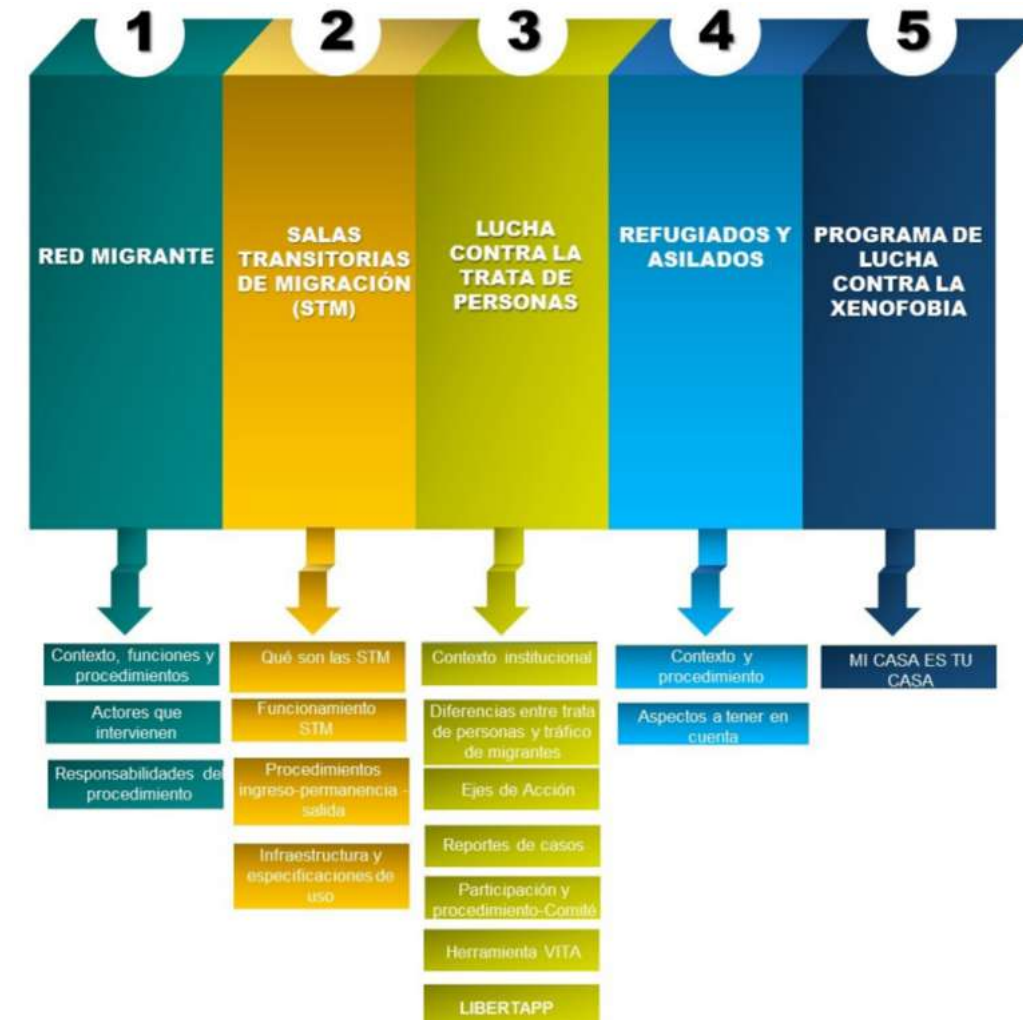 1
RED MIGRANTE
2
SALAS
TRANSITORIAS
DE MIGRACIÓN
(STM)
3
LUCHA
CONTRA LA
TRATA DE
PERSONAS
4
REFUGIADOS Y
ASILADOS
5
PROGRAMA DE
LUCHA
CONTRA LA
XENOFOBIA
Contexto, funciones y
procedimientos
Actores que
intervienen
Responsabilidades de
procedimiento
Qué son las STM
Funcionamiento
STM
Procedimientos
ingreso-permanencia -
salida
Infraestructura y
especificaciones de
uso
Contexto institucional
Diferencias entre trata
de personas y tráfico
de migrantes
Ejes de Acción
Reportes de casos
Participación y
procedimiento-Comité
Herramienta VITA
LIBERTAPP
Contexto y
procedimiento
Aspectos a tener en
cuenta
MI CASA ES TU
CASA